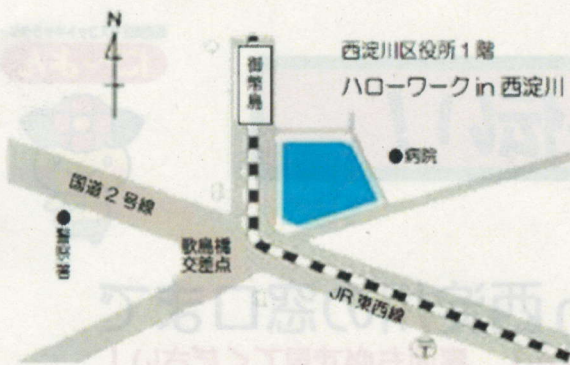 N
西淀川区役所1階
ハローワーク in 西淀川
御幣島
病院
国道2号線
歌島橋
交差点
JR東西線
〒